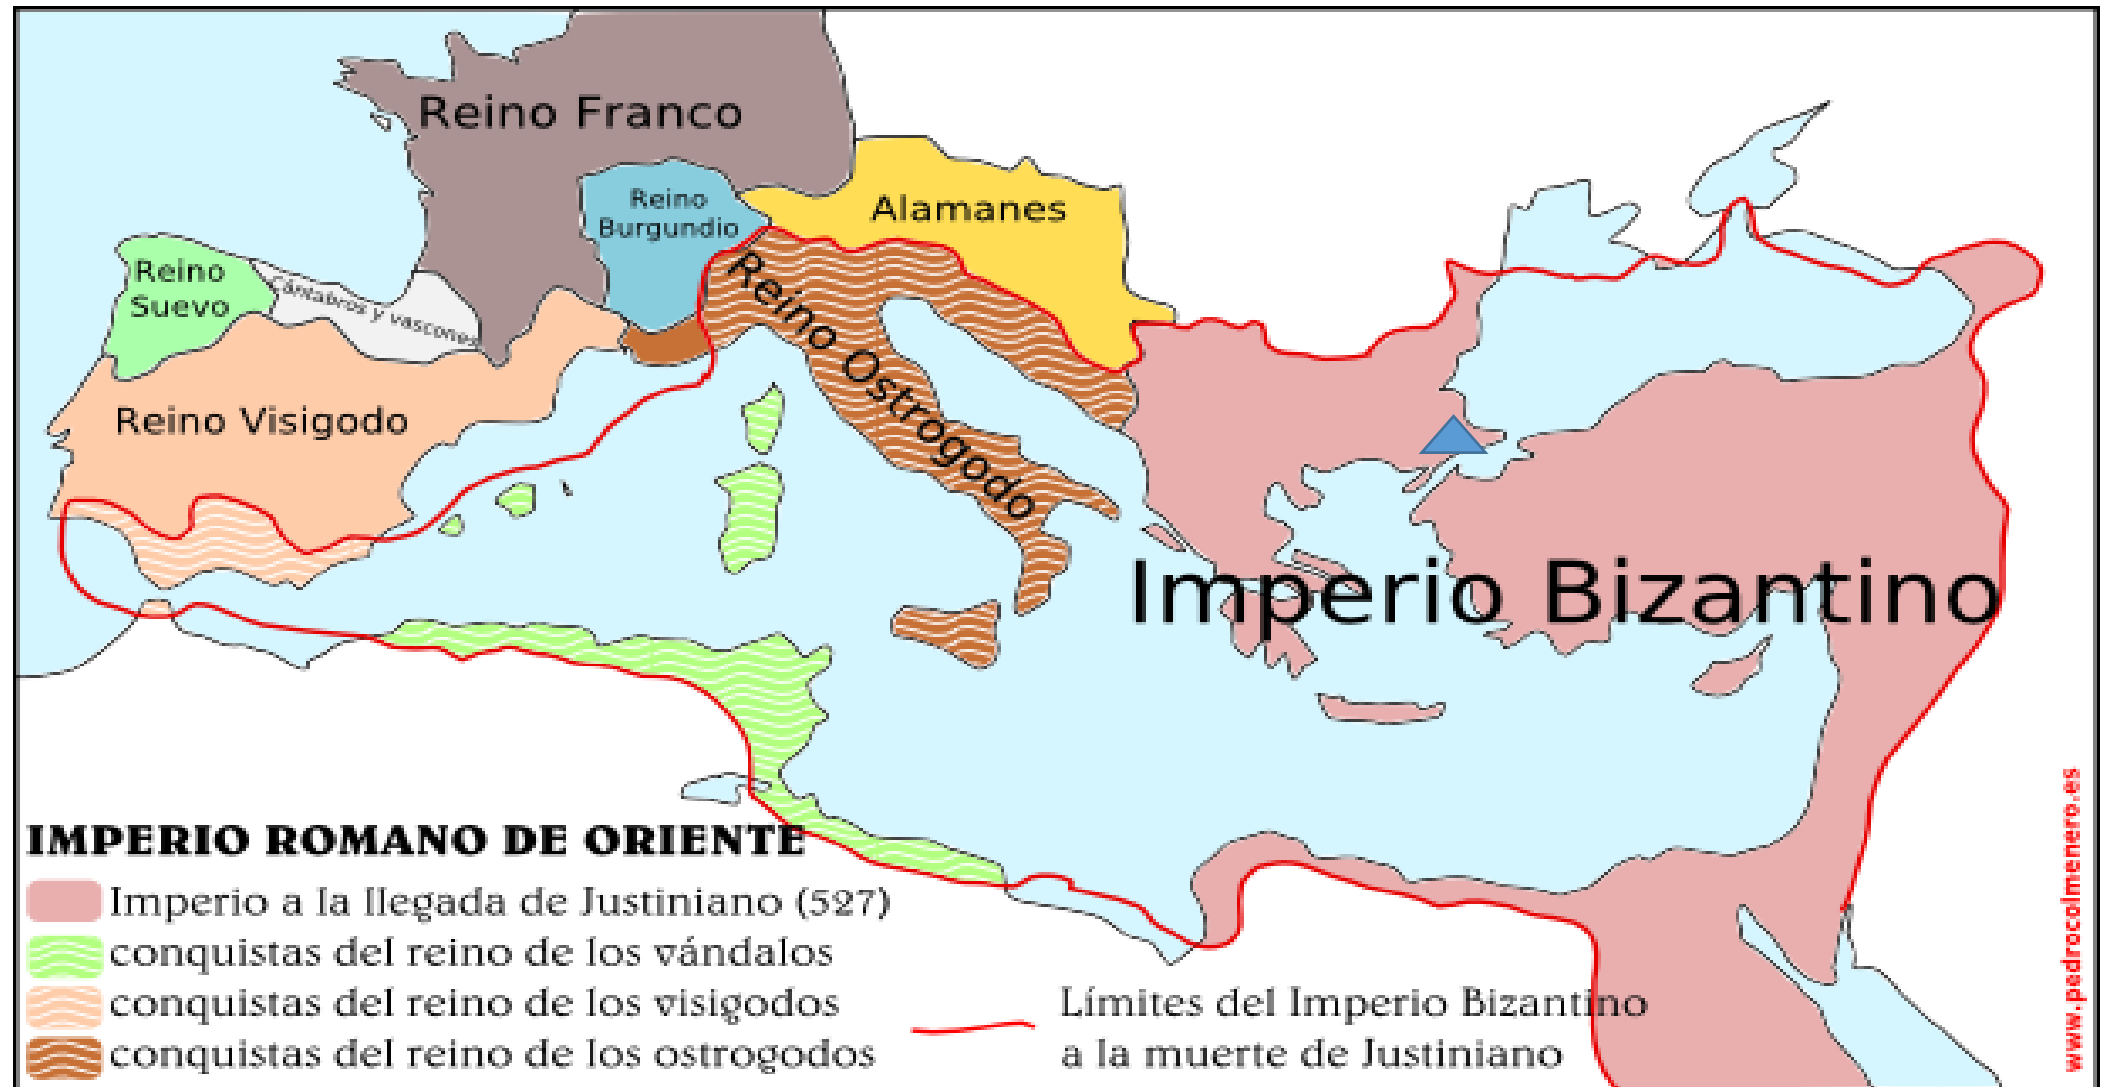 Reino Franco
Reino
Burgundio
Alamanes
Reino
Suevo
Cántabros y vascones
Reino Ostrogodo
Reino Visigodo
Imperio Bizantino
IMPERIO ROMANO DE ORIENTE
Imperio a la llegada de Justiniano (527)
conquistas del reino de los vándalos
conquistas del reino de los visigodos
conquistas del reino de los ostrogodos
Límites del Imperio Bizantino
a la muerte de Justiniano
www.pedrocolmenero.es